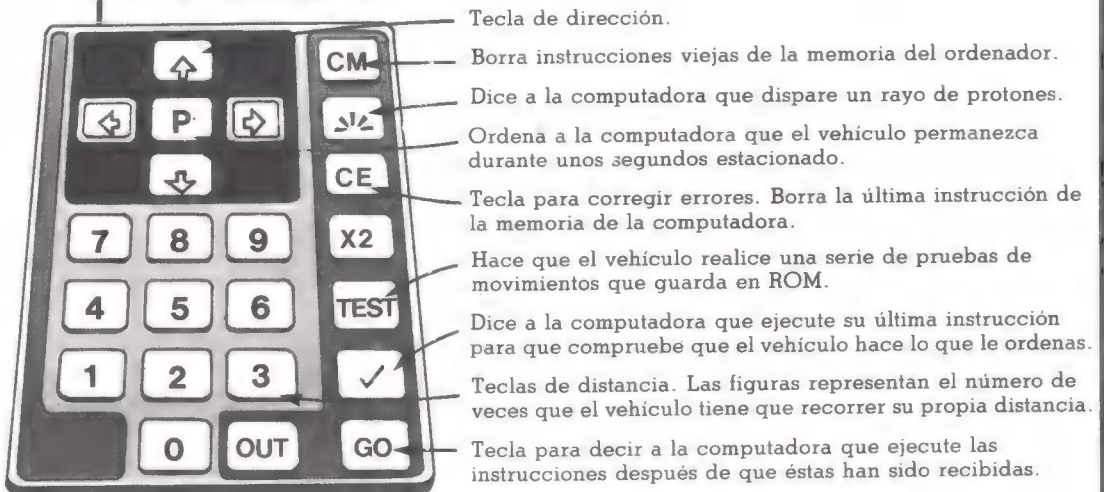 Tecla de dirección.
CM
Borra instrucciones viejas de la memoria del ordenador.
Dice a la computadora que dispare un rayo de protones.
P
Ordena a la computadora que el vehículo permanezca
durante unos segundos estacionado.
CE
Tecla para corregir errores. Borra la última instrucción de
la memoria de la computadora.
7 8 9 X2
Hace que el vehículo realice una serie de pruebas de
movimientos que guarda en ROM.
4 5 6 TEST
Dice a la computadora que ejecute su última instrucción
para que compruebe que el vehículo hace lo que le ordenas.
1 2 3 ✓
Teclas de distancia. Las figuras representan el número de
veces que el vehículo tiene que recorrer su propia distancia.
0 OUT GO
Tecla para decir a la computadora que ejecute las
instrucciones después de que éstas han sido recibidas.